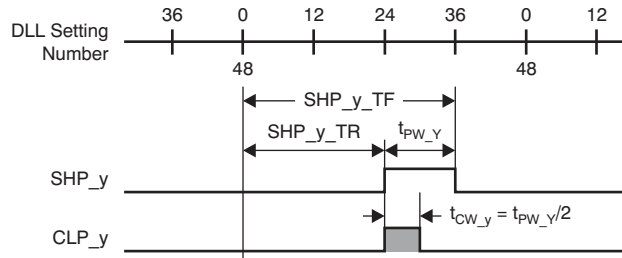 36 0 12 24 36 0 12
DLL Setting
Number
48 48
SHP_y_TF
SHP_y_TR t_PW_Y
SHP_y
t_CW_y = t_PW_Y/2
CLP_y